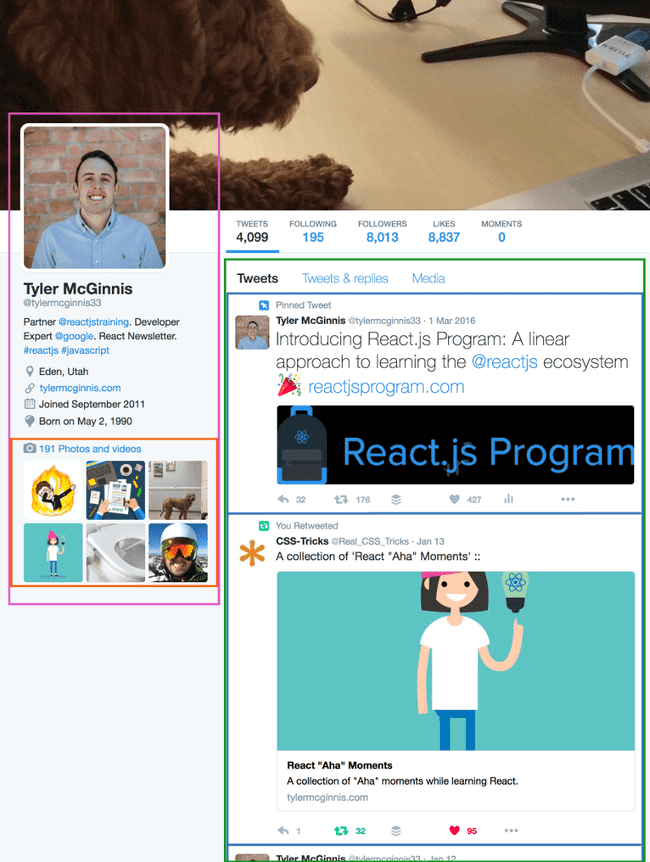 TWEETS FOLLOWING FOLLOWERS LIKES MOMENTS
4,099 195 8,013 8,837 0
Tyler McGinnis
@tylermcginnis33
Partner @reactjstraining. Developer
Expert @google. React Newsletter.
#reactjs #javascript
Eden, Utah
tylermcginnis.com
Joined September 2011
Born on May 2, 1990
191 Photos and videos
Tweets Tweets & replies Media
Pinned Tweet
Tyler McGinnis @tylermcginnis33 · 1 Mar 2016
Introducing React.js Program: A linear
approach to learning the @reactjs ecosystem
🎉 reactjsprogram.com
React.js Program
32 176 427
You Retweeted
CSS-Tricks @Real_CSS_Tricks · Jan 13
A collection of 'React "Aha" Moments' ::
React "Aha" Moments
A collection of "Aha" moments while learning React.
tylermcginnis.com
1 32 95
Tyler McGinnis @tylermcginnis33 · Jan 12